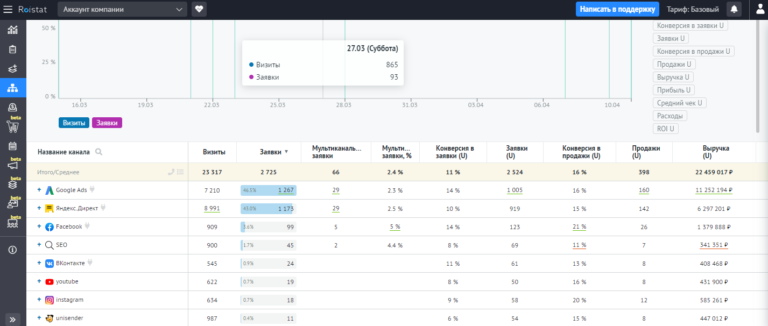 Roistat Аккаунт компании Написать в поддержку Тариф: Базовый
50 %
25 %
0 %
16.03 19.03 22.03 25.03 28.03 31.03 03.04 06.04 10.04
27.03 (Суббота)
Визиты 865
Заявки 93
Конверсия в заявки U
Заявки U
Конверсия в продажи U
Продажи U
Выручка U
Прибыль U
Средний чек U
Расходы
ROI U
Визиты Заявки
beta
beta
beta
beta
Название канала Визиты Заявки Мультиканаль... заявки Мульти... заявки, % Конверсия в заявки (U) Заявки (U) Конверсия в продажи (U) Продажи (U) Выручка (U)
Итого/Среднее 23 317 2 725 66 2.4 % 11 % 2 524 16 % 398 22 459 017 ₽
Google Ads 7 210 46.5% 1 267 29 2.3 % 14 % 1 003 16 % 160 11 252 194 ₽
Яндекс.Директ 8 991 43.0% 1 173 29 2.5 % 10 % 919 15 % 142 6 297 201 ₽
Facebook 909 3.6% 99 5 5 % 14 % 123 21 % 26 1 379 888 ₽
SEO 900 1.7% 45 2 4.4 % 8 % 69 11 % 7 341 351 ₽
ВКонтакте 543 0.9% 24 11 % 61 13 % 8 408 468 ₽
youtube 622 0.7% 19 8 % 50 16 % 8 431 900 ₽
instagram 634 0.7% 18 9 % 58 20 % 12 585 261 ₽
unisender 987 0.4% 11 6 % 54 15 % 8 447 012 ₽